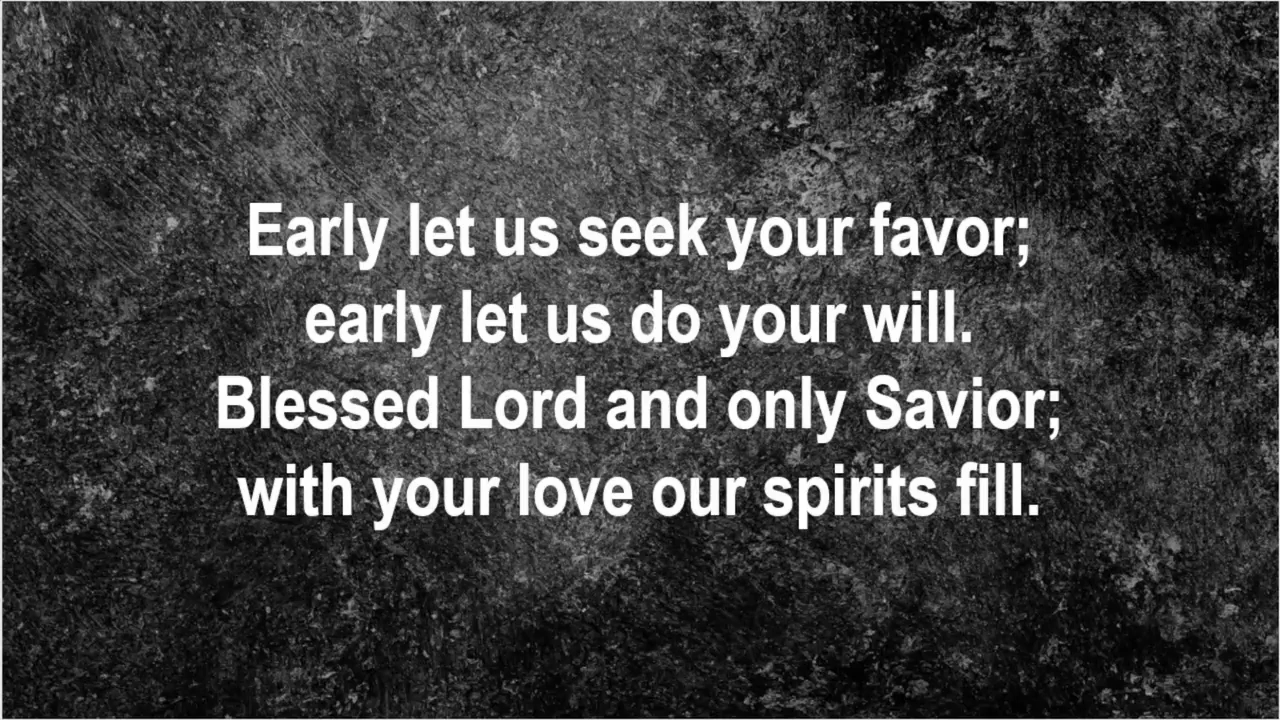 Early let us seek your favor;
early let us do your will.
Blessed Lord and only Savior;
with your love our spirits fill.